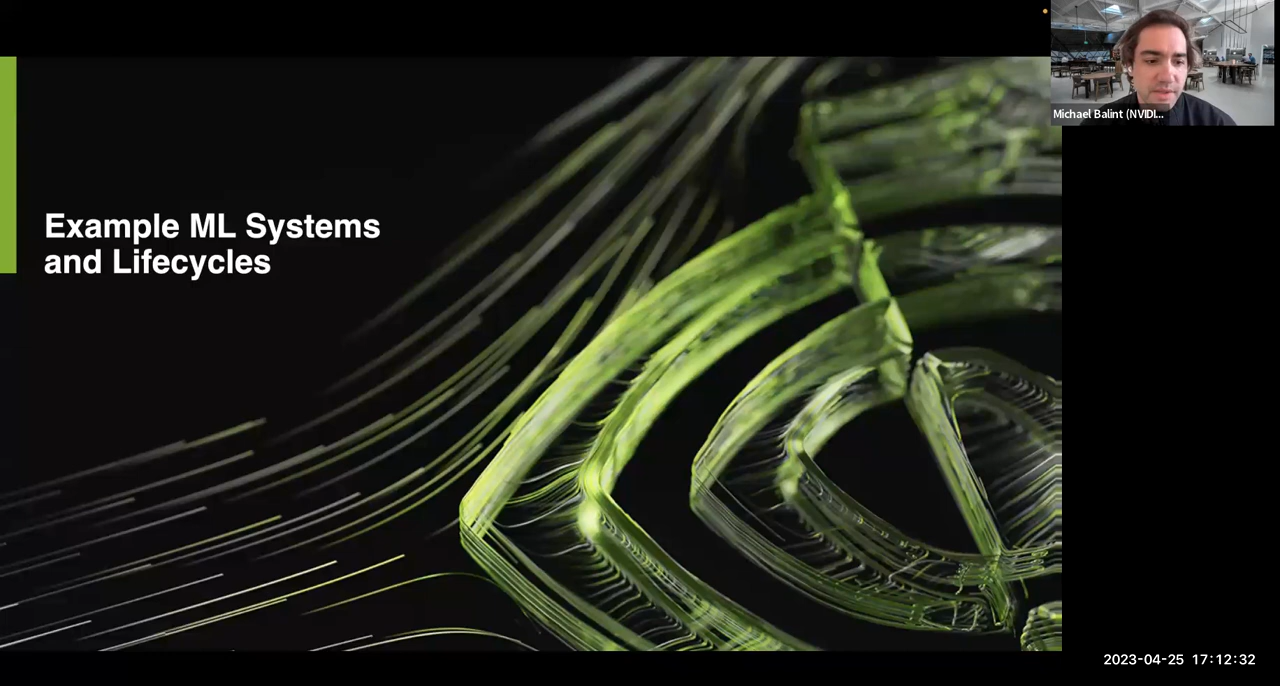 Example ML Systems
and Lifecycles
Michael Balint (NVIDI...
2023-04-25 17:12:32